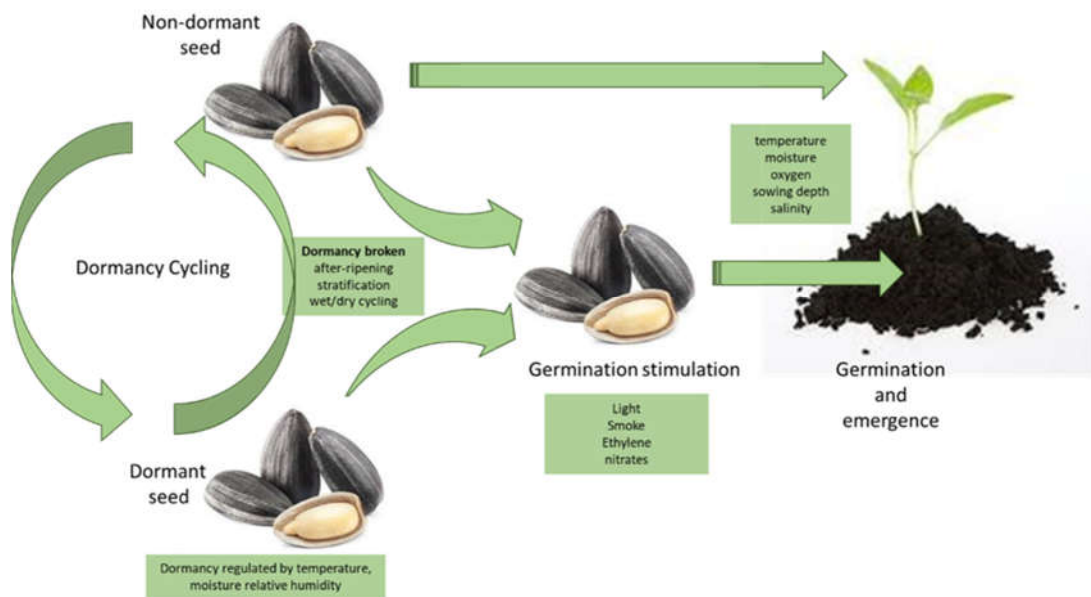 Non-dormant
seed
temperature
moisture
oxygen
sowing depth
salinity
Dormancy Cycling
Dormancy broken
after-ripening
stratification
wet/dry cycling
Germination stimulation
Light
Smoke
Ethylene
nitrates
Germination
and
emergence
Dormant
seed
Dormancy regulated by temperature,
moisture relative humidity